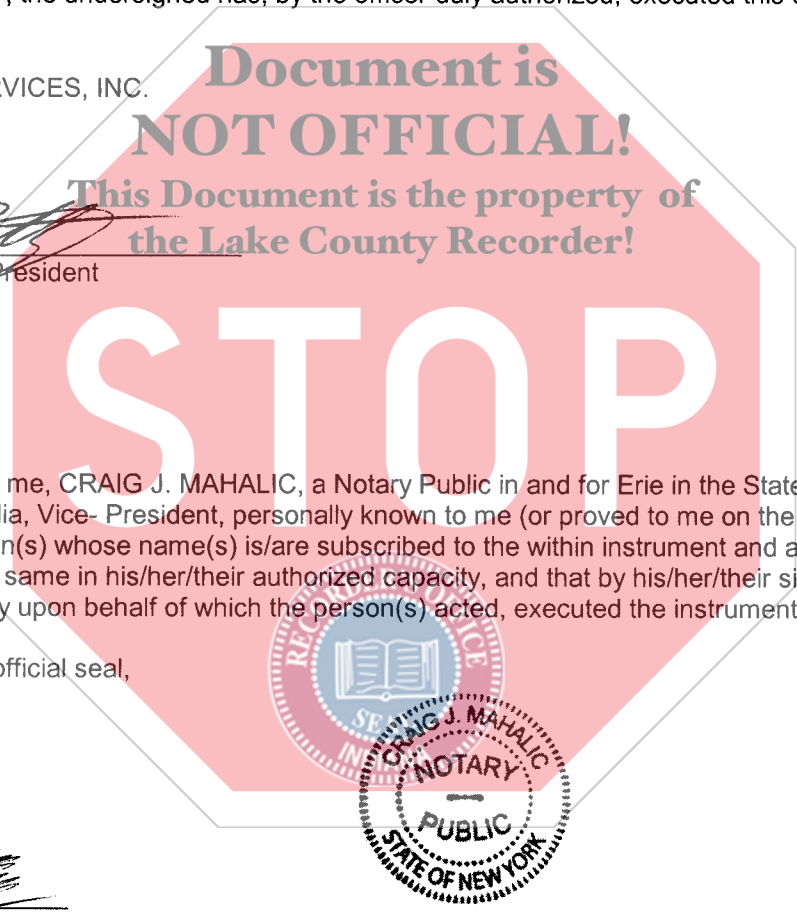 , the undersigned has, by the officer duly authorized, executed this
Document is
RVICES, INC.
NOT OFFICIAL!
This Document is the property of
the Lake County Recorder!
President
STOP
me, CRAIG J. MAHALIC, a Notary Public in and for Erie in the State
lia, Vice- President, personally known to me (or proved to me on the
n(s) whose name(s) is/are subscribed to the within instrument and a
same in his/her/their authorized capacity, and that by his/her/their si
y upon behalf of which the person(s) acted, executed the instrument
official seal,
RECORDER'S OFFICE
SEAL
INDIANA
CRAIG J. MAHALIC
NOTARY
PUBLIC
STATE OF NEW YORK